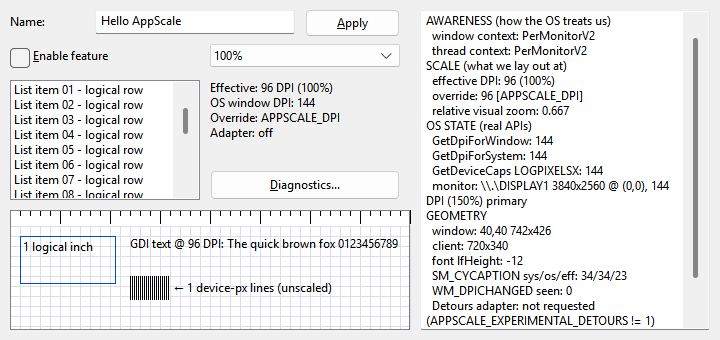 Name:
Hello AppScale
Apply
Enable feature
100%
List item 01 - logical row
List item 02 - logical row
List item 03 - logical row
List item 04 - logical row
List item 05 - logical row
List item 06 - logical row
List item 07 - logical row
List item 08 - logical row
Effective: 96 DPI (100%)
OS window DPI: 144
Override: APPSCALE_DPI
Adapter: off
Diagnostics...
1 logical inch
GDI text @ 96 DPI: The quick brown fox 0123456789
← 1 device-px lines (unscaled)
AWARENESS (how the OS treats us)
window context: PerMonitorV2
thread context: PerMonitorV2
SCALE (what we lay out at)
effective DPI: 96 (100%)
override: 96 [APPSCALE_DPI]
relative visual zoom: 0.667
OS STATE (real APIs)
GetDpiForWindow: 144
GetDpiForSystem: 144
GetDeviceCaps LOGPIXELSX: 144
monitor: \\.\DISPLAY1 3840x2560 @ (0,0), 144
DPI (150%) primary
GEOMETRY
window: 40,40 742x426
client: 720x340
font lfHeight: -12
SM_CYCAPTION sys/os/eff: 34/34/23
WM_DPICHANGED seen: 0
Detours adapter: not requested
(APPSCALE_EXPERIMENTAL_DETOURS != 1)